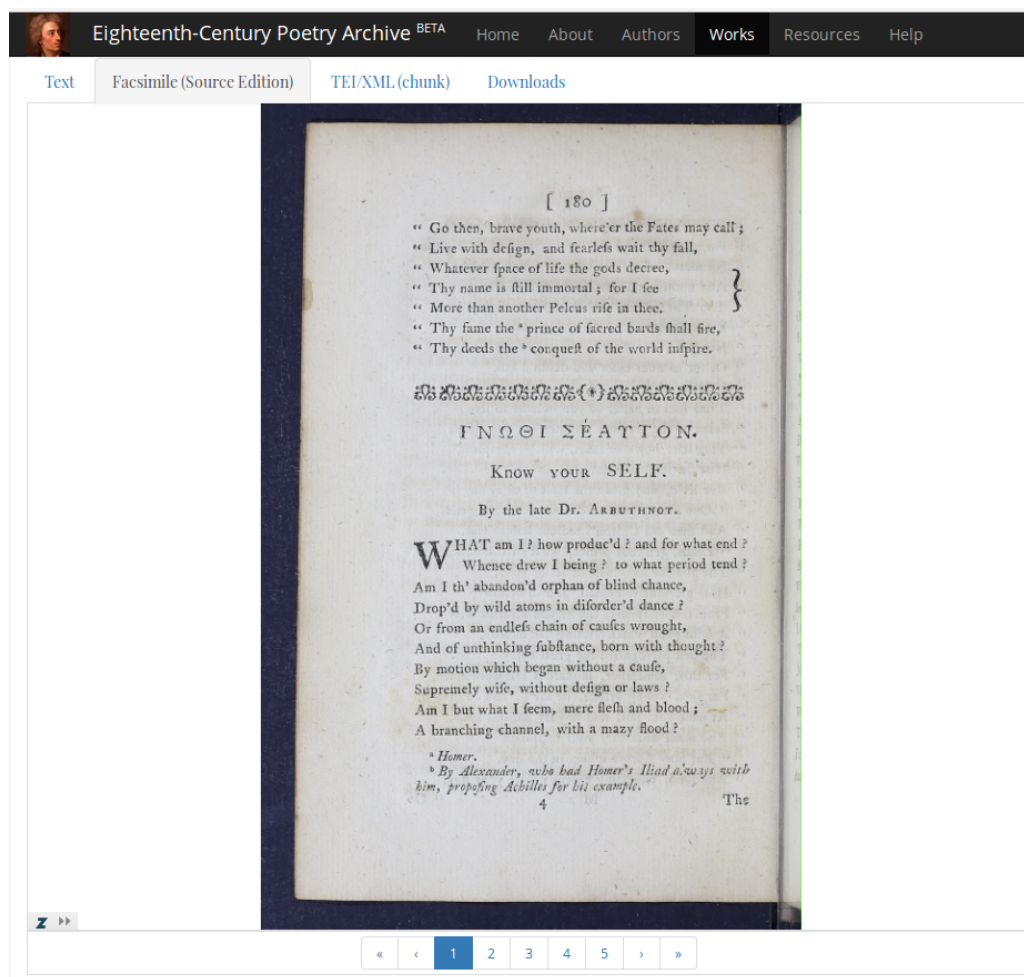 Eighteenth-Century Poetry Archive BETA Home About Authors Works Resources Help
Text Facsimile (Source Edition) TEI/XML (chunk) Downloads
[ 180 ]
“ Go then, brave youth, where'er the Fates may call ;
“ Live with deſign, and fearleſs wait thy fall,
“ Whatever ſpace of life the gods decree,
“ Thy name is ſtill immortal ; for I ſee
“ More than another Peleus riſe in thee.
“ Thy fame the ᵃ prince of ſacred bards ſhall fire,
“ Thy deeds the ᵇ conqueſt of the world inſpire.
ΓΝΩΘΙ ΣΈΑΥΤΟΝ.
Know your SELF.
By the late Dr. Arbuthnot.
WHAT am I ? how produc'd ? and for what end ?
Whence drew I being ? to what period tend ?
Am I th' abandon'd orphan of blind chance,
Drop'd by wild atoms in diſorder'd dance ?
Or from an endleſs chain of cauſes wrought,
And of unthinking ſubſtance, born with thought ?
By motion which began without a cauſe,
Supremely wiſe, without deſign or laws ?
Am I but what I ſeem, mere fleſh and blood ;
A branching channel, with a mazy flood ?
ᵃ Homer.
ᵇ By Alexander, who had Homer's Iliad always with
him, propoſing Achilles for his example.
4 The
Z
« ‹ 1 2 3 4 5 › »